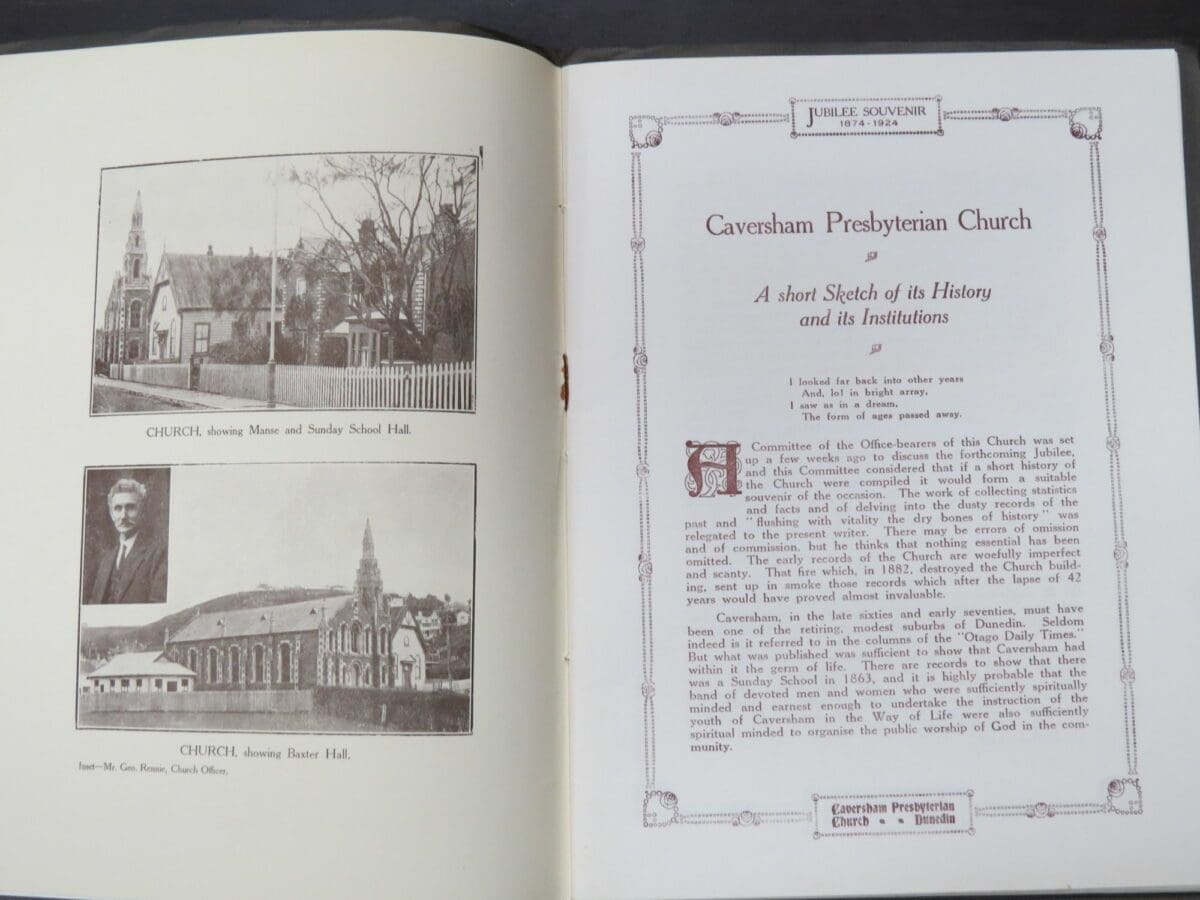 CHURCH, showing Manse and Sunday School Hall.
CHURCH, showing Baxter Hall.
Inset—Mr. Geo. Rennie, Church Officer.
JUBILEE SOUVENIR
1874-1924
Caversham Presbyterian Church
A short Sketch of its History
and its Institutions
I looked far back into other years
And, lo! in bright array,
I saw as in a dream,
The form of ages passed away.
A Committee of the Office-bearers of this Church was set
up a few weeks ago to discuss the forthcoming Jubilee,
and this Committee considered that if a short history of
the Church were compiled it would form a suitable
souvenir of the occasion. The work of collecting statistics
and facts and of delving into the dusty records of the
past and "flushing with vitality the dry bones of history" was
relegated to the present writer. There may be errors of omission
and of commission, but he thinks that nothing essential has been
omitted. The early records of the Church are woefully imperfect
and scanty. That fire which, in 1882, destroyed the Church build-
ing, sent up in smoke those records which after the lapse of 42
years would have proved almost invaluable.
Caversham, in the late sixties and early seventies, must have
been one of the retiring, modest suburbs of Dunedin. Seldom
indeed is it referred to in the columns of the "Otago Daily Times."
But what was published was sufficient to show that Caversham had
within it the germ of life. There are records to show that there
was a Sunday School in 1863, and it is highly probable that the
band of devoted men and women who were sufficiently spiritually
minded and earnest enough to undertake the instruction of the
youth of Caversham in the Way of Life were also sufficiently
spiritual minded to organise the public worship of God in the com-
munity.
Caversham Presbyterian
Church • • Dunedin